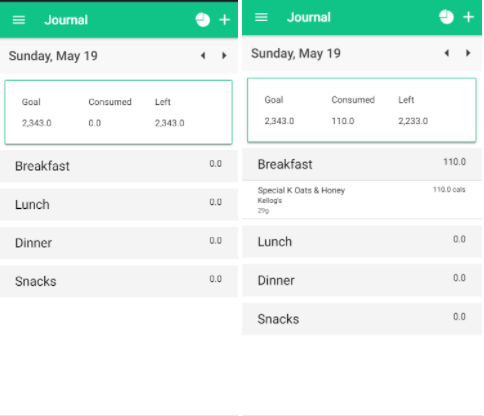 Journal
Sunday, May 19
Goal Consumed Left
2,343.0 0.0 2,343.0
Breakfast 0.0
Lunch 0.0
Dinner 0.0
Snacks 0.0
Journal
Sunday, May 19
Goal Consumed Left
2,343.0 110.0 2,233.0
Breakfast 110.0
Special K Oats & Honey 110.0 cals
Kellog's
29g
Lunch 0.0
Dinner 0.0
Snacks 0.0